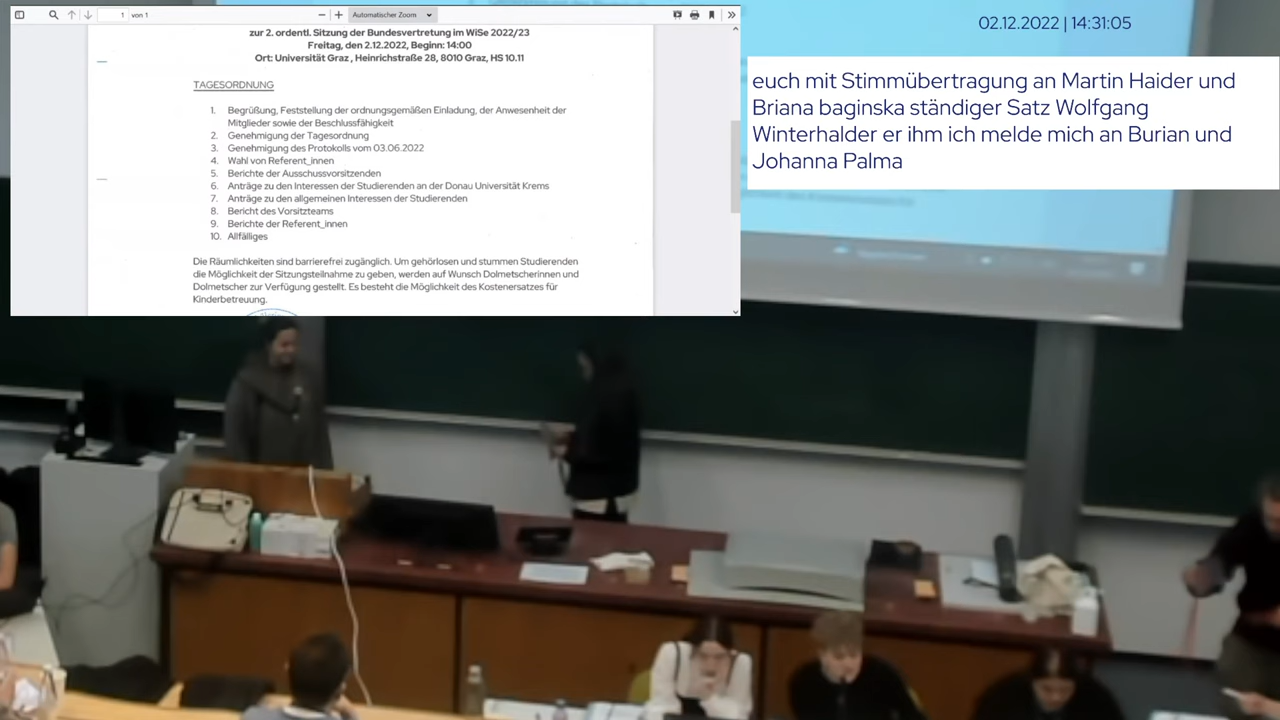 1 von 1
Automatischer Zoom
02.12.2022 | 14:31:05
zur 2. ordentl. Sitzung der Bundesvertretung im WiSe 2022/23
Freitag, den 2.12.2022, Beginn: 14:00
Ort: Universität Graz , Heinrichstraße 28, 8010 Graz, HS 10.11
TAGESORDNUNG
1. Begrüßung, Feststellung der ordnungsgemäßen Einladung, der Anwesenheit der
Mitglieder sowie der Beschlussfähigkeit
2. Genehmigung der Tagesordnung
3. Genehmigung des Protokolls vom 03.06.2022
4. Wahl von Referent_innen
5. Berichte der Ausschussvorsitzenden
6. Anträge zu den Interessen der Studierenden an der Donau Universität Krems
7. Anträge zu den allgemeinen Interessen der Studierenden
8. Bericht des Vorsitzteams
9. Berichte der Referent_innen
10. Allfälliges
Die Räumlichkeiten sind barrierefrei zugänglich. Um gehörlosen und stummen Studierenden
die Möglichkeit der Sitzungsteilnahme zu geben, werden auf Wunsch Dolmetscherinnen und
Dolmetscher zur Verfügung gestellt. Es besteht die Möglichkeit des Kostenersatzes für
Kinderbetreuung.
euch mit Stimmübertragung an Martin Haider und
Briana baginska ständiger Satz Wolfgang
Winterhalder er ihm ich melde mich an Burian und
Johanna Palma